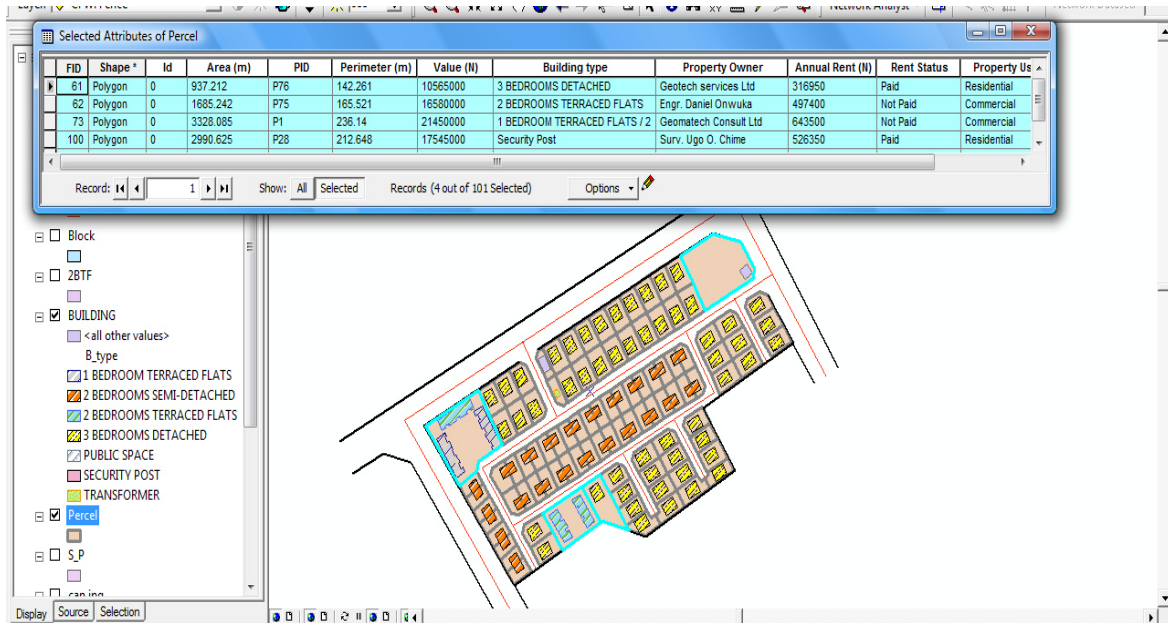 Selected Attributes of Percel
FID Shape * Id Area (m) PID Perimeter (m) Value (N) Building type Property Owner Annual Rent (N) Rent Status Property Us
61 Polygon 0 937.212 P76 142.261 10565000 3 BEDROOMS DETACHED Geotech services Ltd 316950 Paid Residential
62 Polygon 0 1685.242 P75 165.521 16580000 2 BEDROOMS TERRACED FLATS Engr. Daniel Onwuka 497400 Not Paid Commercial
73 Polygon 0 3328.085 P1 236.14 21450000 1 BEDROOM TERRACED FLATS / 2 Geomatech Consult Ltd 643500 Not Paid Commercial
100 Polygon 0 2990.625 P28 212.648 17545000 Security Post Surv. Ugo O. Chime 526350 Paid Residential
Record: 1 Show: All Selected Records (4 out of 101 Selected) Options
Block
2BTF
BUILDING
<all other values>
B_type
1 BEDROOM TERRACED FLATS
2 BEDROOMS SEMI-DETACHED
2 BEDROOMS TERRACED FLATS
3 BEDROOMS DETACHED
PUBLIC SPACE
SECURITY POST
TRANSFORMER
Percel
S_P
Display Source Selection